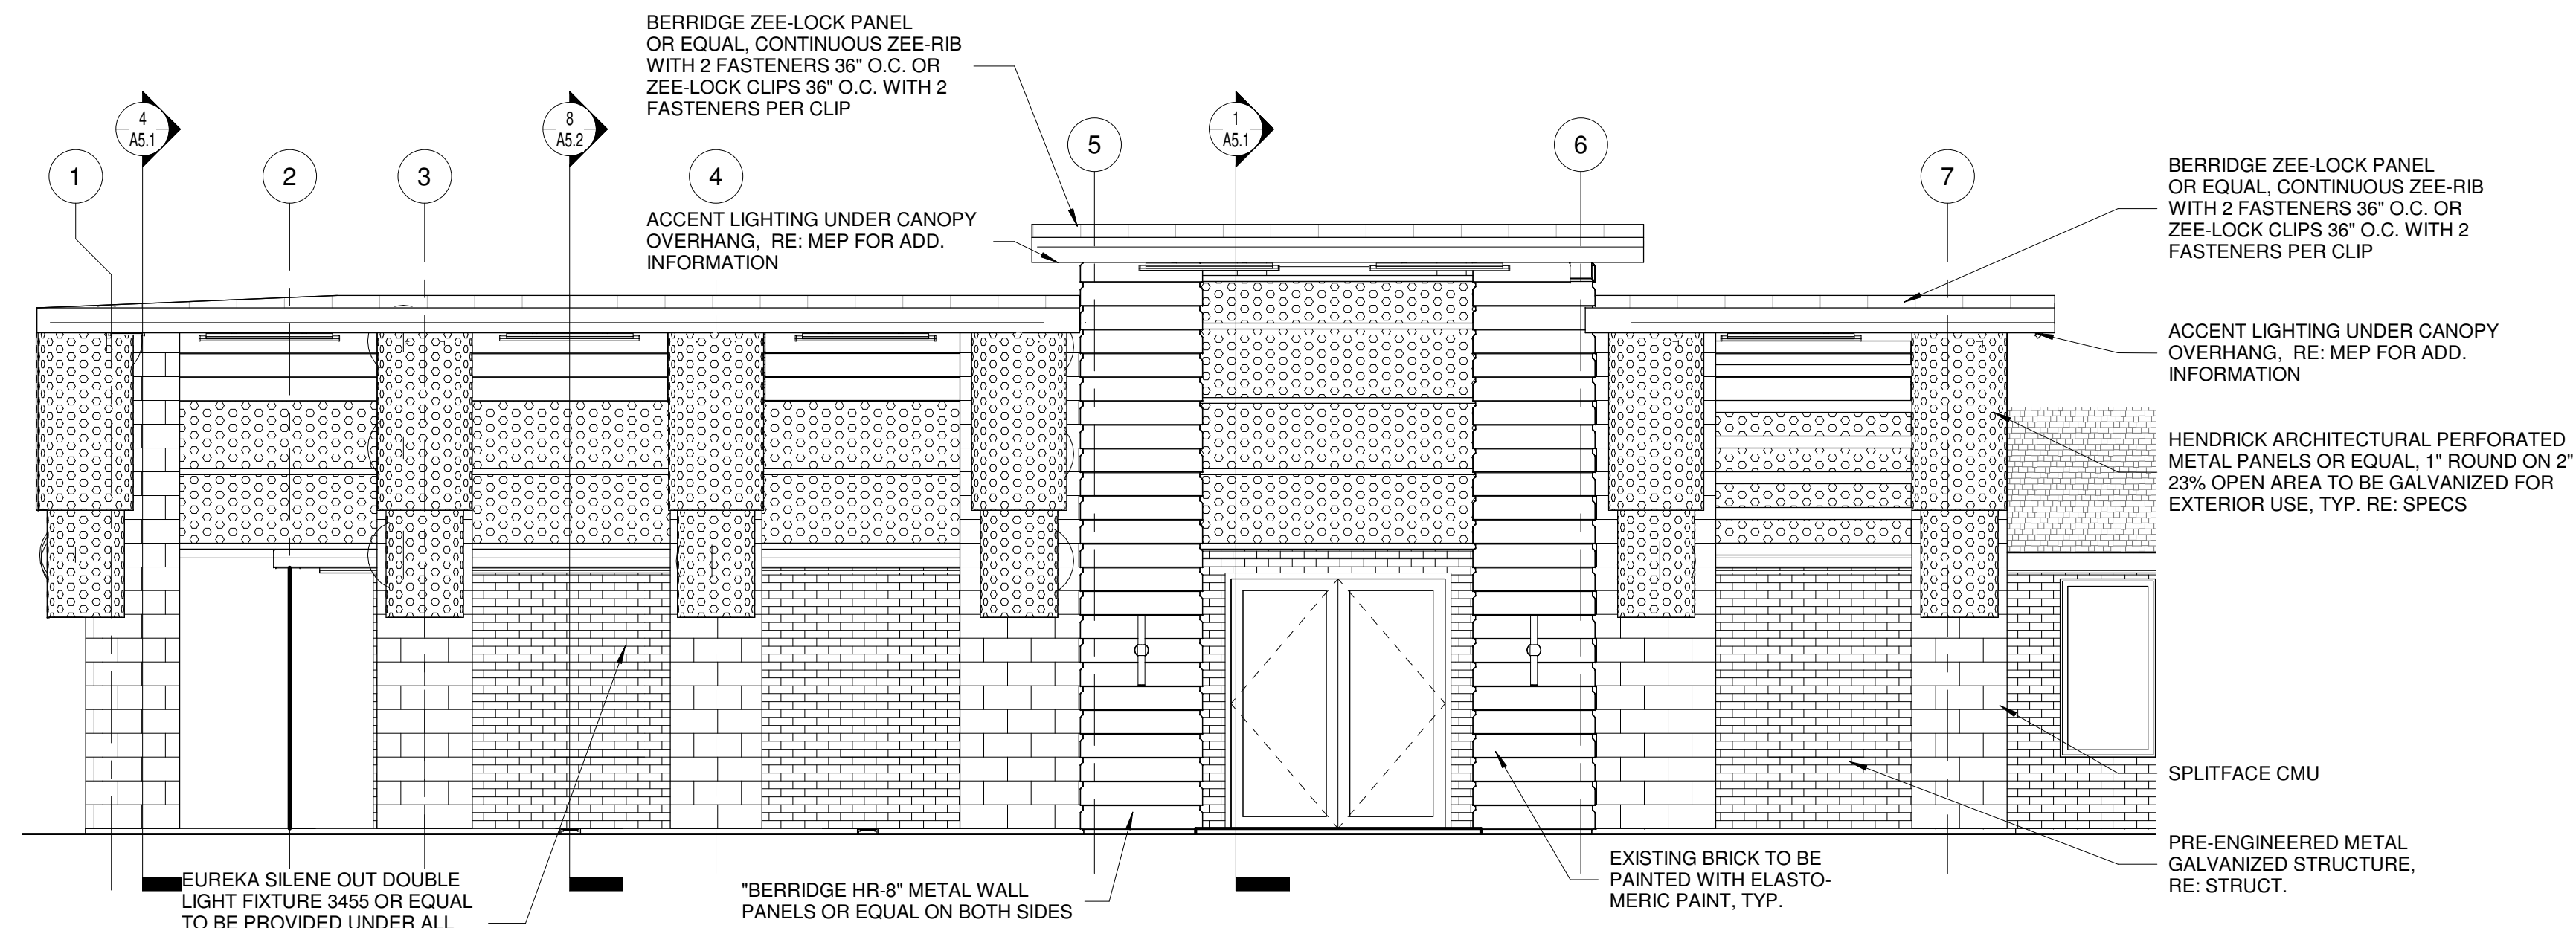 BERRIDGE ZEE-LOCK PANEL
OR EQUAL, CONTINUOUS ZEE-RIB
WITH 2 FASTENERS 36" O.C. OR
ZEE-LOCK CLIPS 36" O.C. WITH 2
FASTENERS PER CLIP
4
A5.1
8
A5.2
1
A5.1
1
2
3
4
5
6
7
ACCENT LIGHTING UNDER CANOPY
OVERHANG, RE: MEP FOR ADD.
INFORMATION
BERRIDGE ZEE-LOCK PANEL
OR EQUAL, CONTINUOUS ZEE-RIB
WITH 2 FASTENERS 36" O.C. OR
ZEE-LOCK CLIPS 36" O.C. WITH 2
FASTENERS PER CLIP
ACCENT LIGHTING UNDER CANOPY
OVERHANG, RE: MEP FOR ADD.
INFORMATION
HENDRICK ARCHITECTURAL PERFORATED
METAL PANELS OR EQUAL, 1" ROUND ON 2"
23% OPEN AREA TO BE GALVANIZED FOR
EXTERIOR USE, TYP. RE: SPECS
SPLITFACE CMU
PRE-ENGINEERED METAL
GALVANIZED STRUCTURE,
RE: STRUCT.
EUREKA SILENE OUT DOUBLE
LIGHT FIXTURE 3455 OR EQUAL
TO BE PROVIDED UNDER ALL
"BERRIDGE HR-8" METAL WALL
PANELS OR EQUAL ON BOTH SIDES
EXISTING BRICK TO BE
PAINTED WITH ELASTO-
MERIC PAINT, TYP.